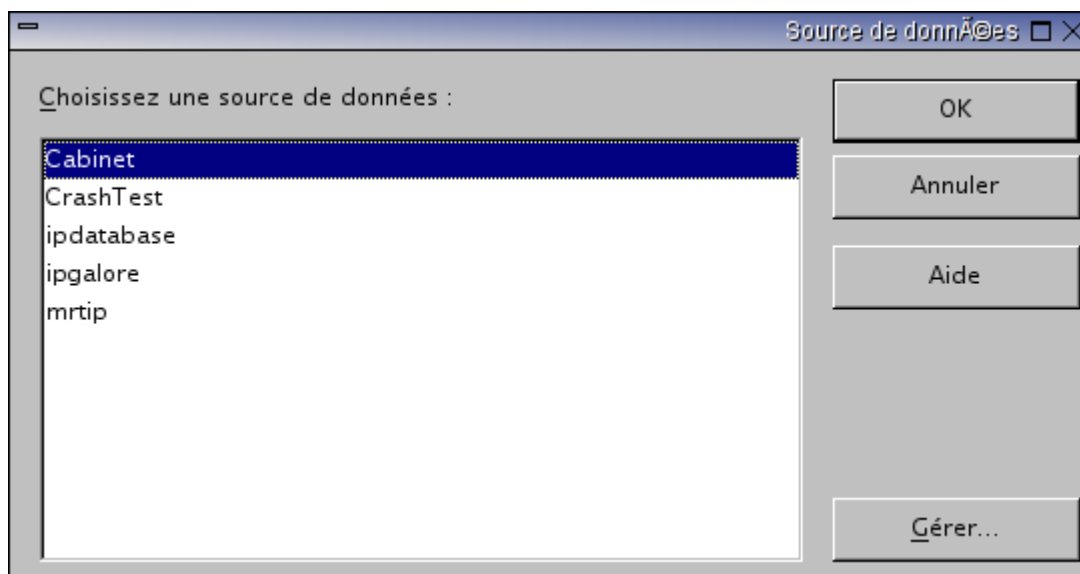 Source de donnÃ©es
Choisissez une source de données :
Cabinet
CrashTest
ipdatabase
ipgalore
mrtip
OK
Annuler
Aide
Gérer...